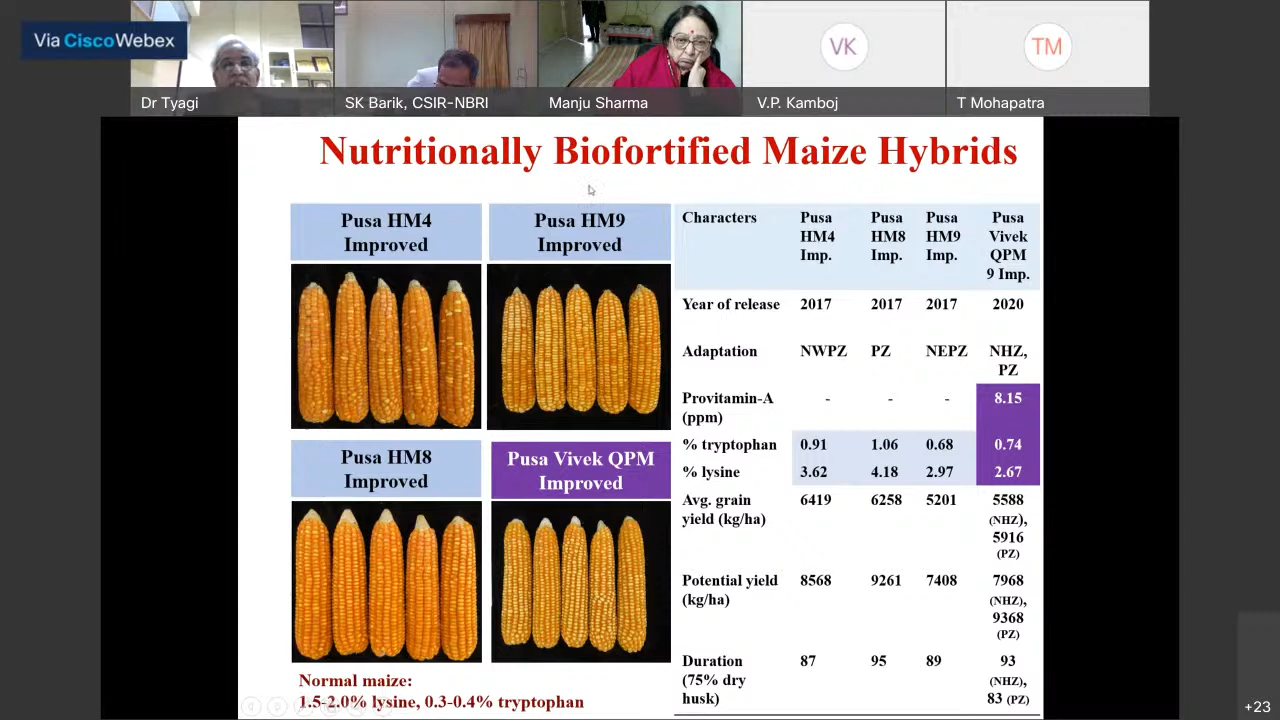 Via CiscoWebex
Dr Tyagi
SK Barik, CSIR-NBRI
Manju Sharma
VK
V.P. Kamboj
TM
T Mohapatra
Nutritionally Biofortified Maize Hybrids
Pusa HM4
Improved
Pusa HM9
Improved
Pusa HM8
Improved
Pusa Vivek QPM
Improved
Normal maize:
1.5-2.0% lysine, 0.3-0.4% tryptophan
Characters
Pusa
HM4
Imp.
Pusa
HM8
Imp.
Pusa
HM9
Imp.
Pusa
Vivek
QPM
9 Imp.
Year of release 2017 2017 2017 2020
Adaptation NWPZ PZ NEPZ NHZ,
PZ
Provitamin-A - - - 8.15
(ppm)
% tryptophan 0.91 1.06 0.68 0.74
% lysine 3.62 4.18 2.97 2.67
Avg. grain 6419 6258 5201 5588
yield (kg/ha) (NHZ),
5916
(PZ)
Potential yield 8568 9261 7408 7968
(kg/ha) (NHZ),
9368
(PZ)
Duration 87 95 89 93
(75% dry (NHZ),
husk) 83 (PZ)
+23